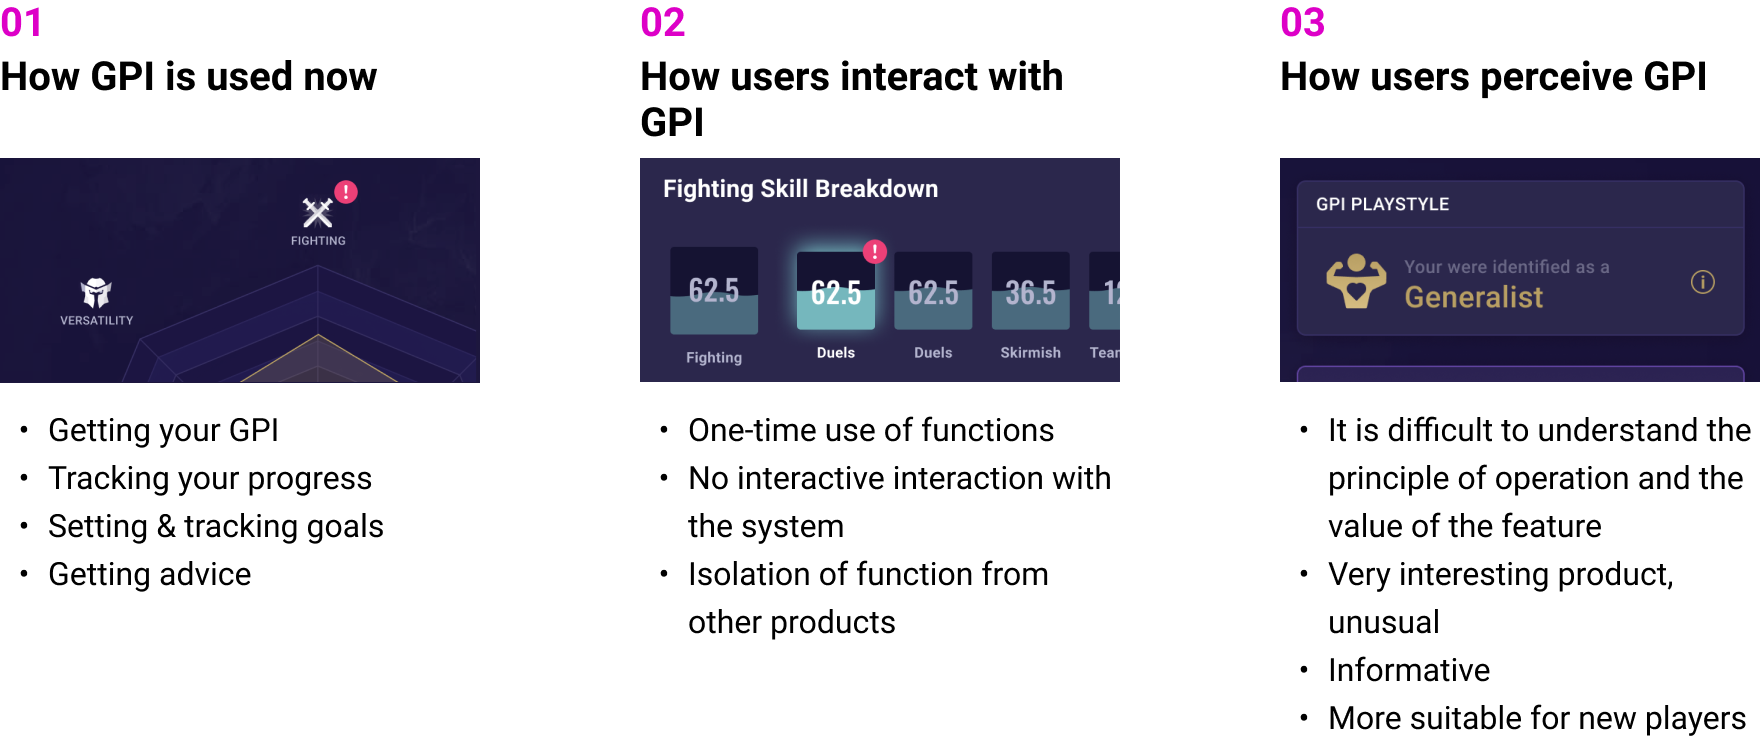 01
How GPI is used now
FIGHTING
VERSATILITY
• Getting your GPI
• Tracking your progress
• Setting & tracking goals
• Getting advice
02
How users interact with
GPI
Fighting Skill Breakdown
62.5
62.5
62.5
36.5
Fighting
Duels
Duels
Skirmish
• One-time use of functions
• No interactive interaction with
the system
• Isolation of function from
other products
03
How users perceive GPI
GPI PLAYSTYLE
Your were identified as a
Generalist
• It is difficult to understand the
principle of operation and the
value of the feature
• Very interesting product,
unusual
• Informative
• More suitable for new players